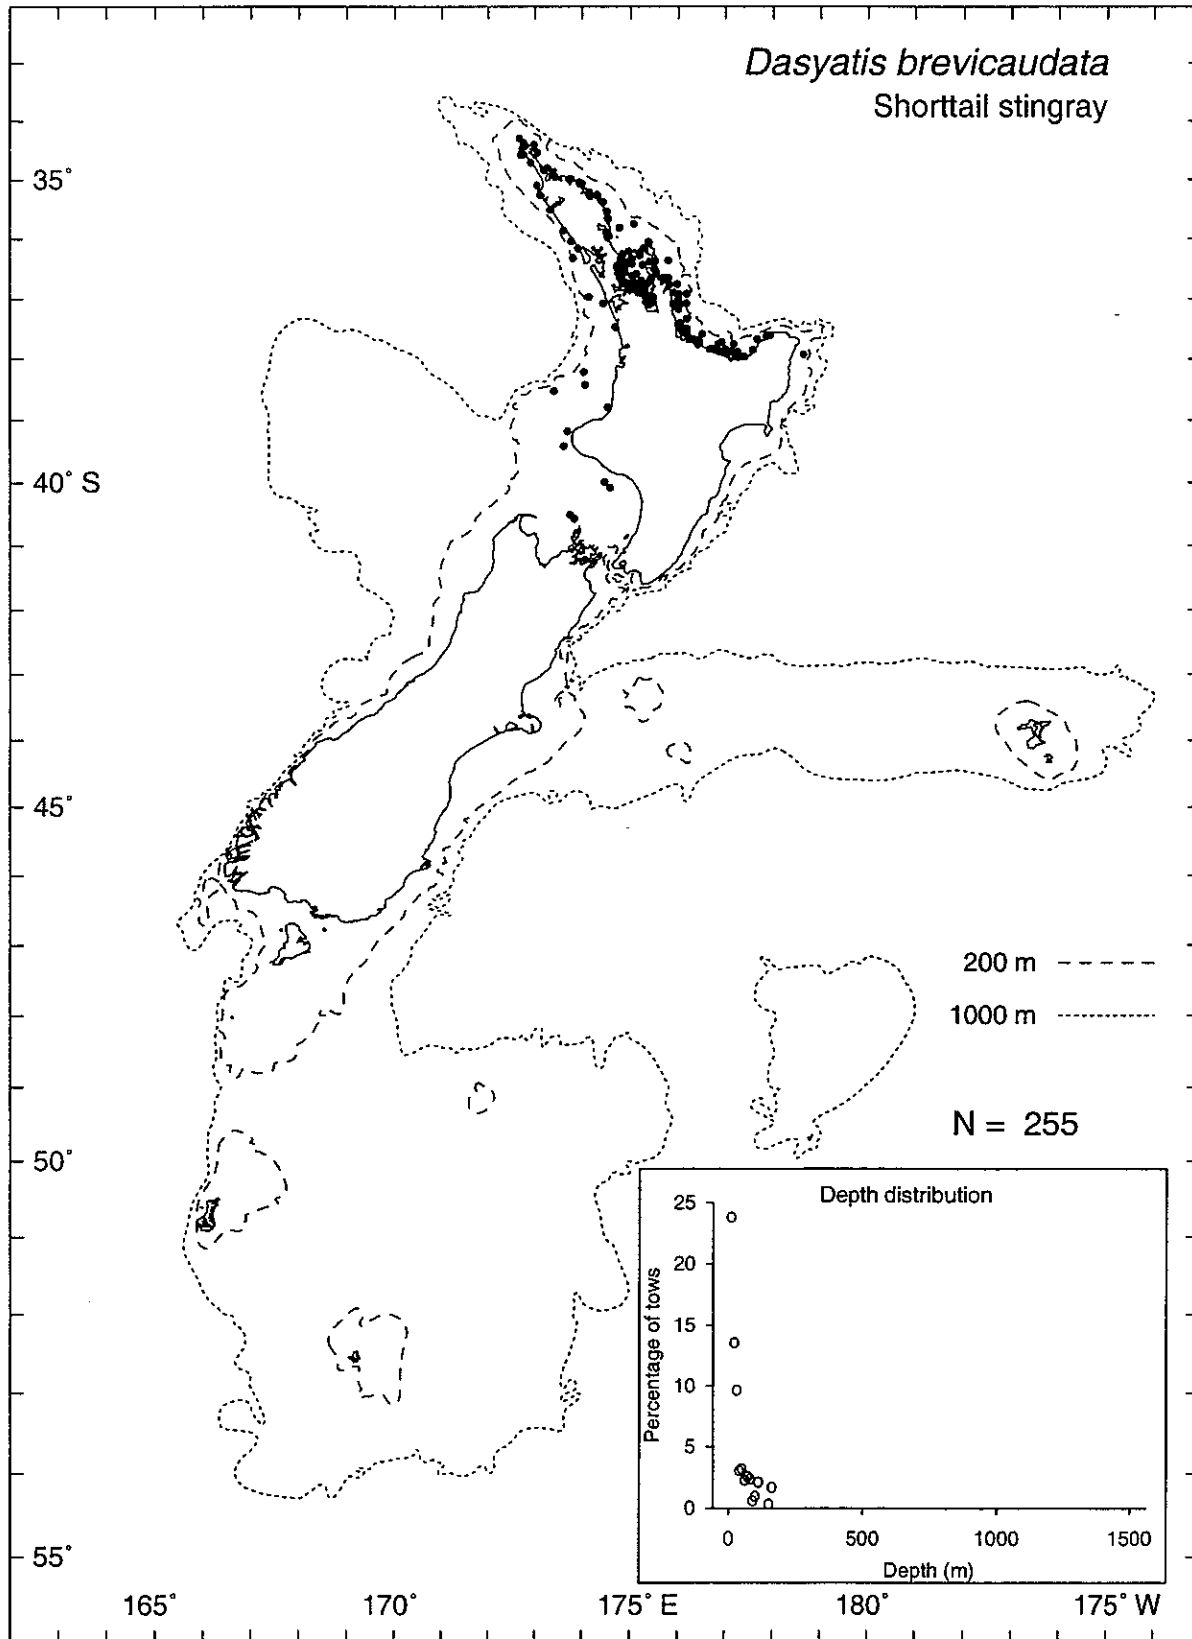 Dasyatis brevicaudata
Shorttail stingray
35°
40° S
45°
200 m
1000 m
N = 255
50°
Depth distribution
25
20
15
10
5
0
Percentage of tows
0 500 1000 1500
Depth (m)
55°
165° 170° 175° E 180° 175° W